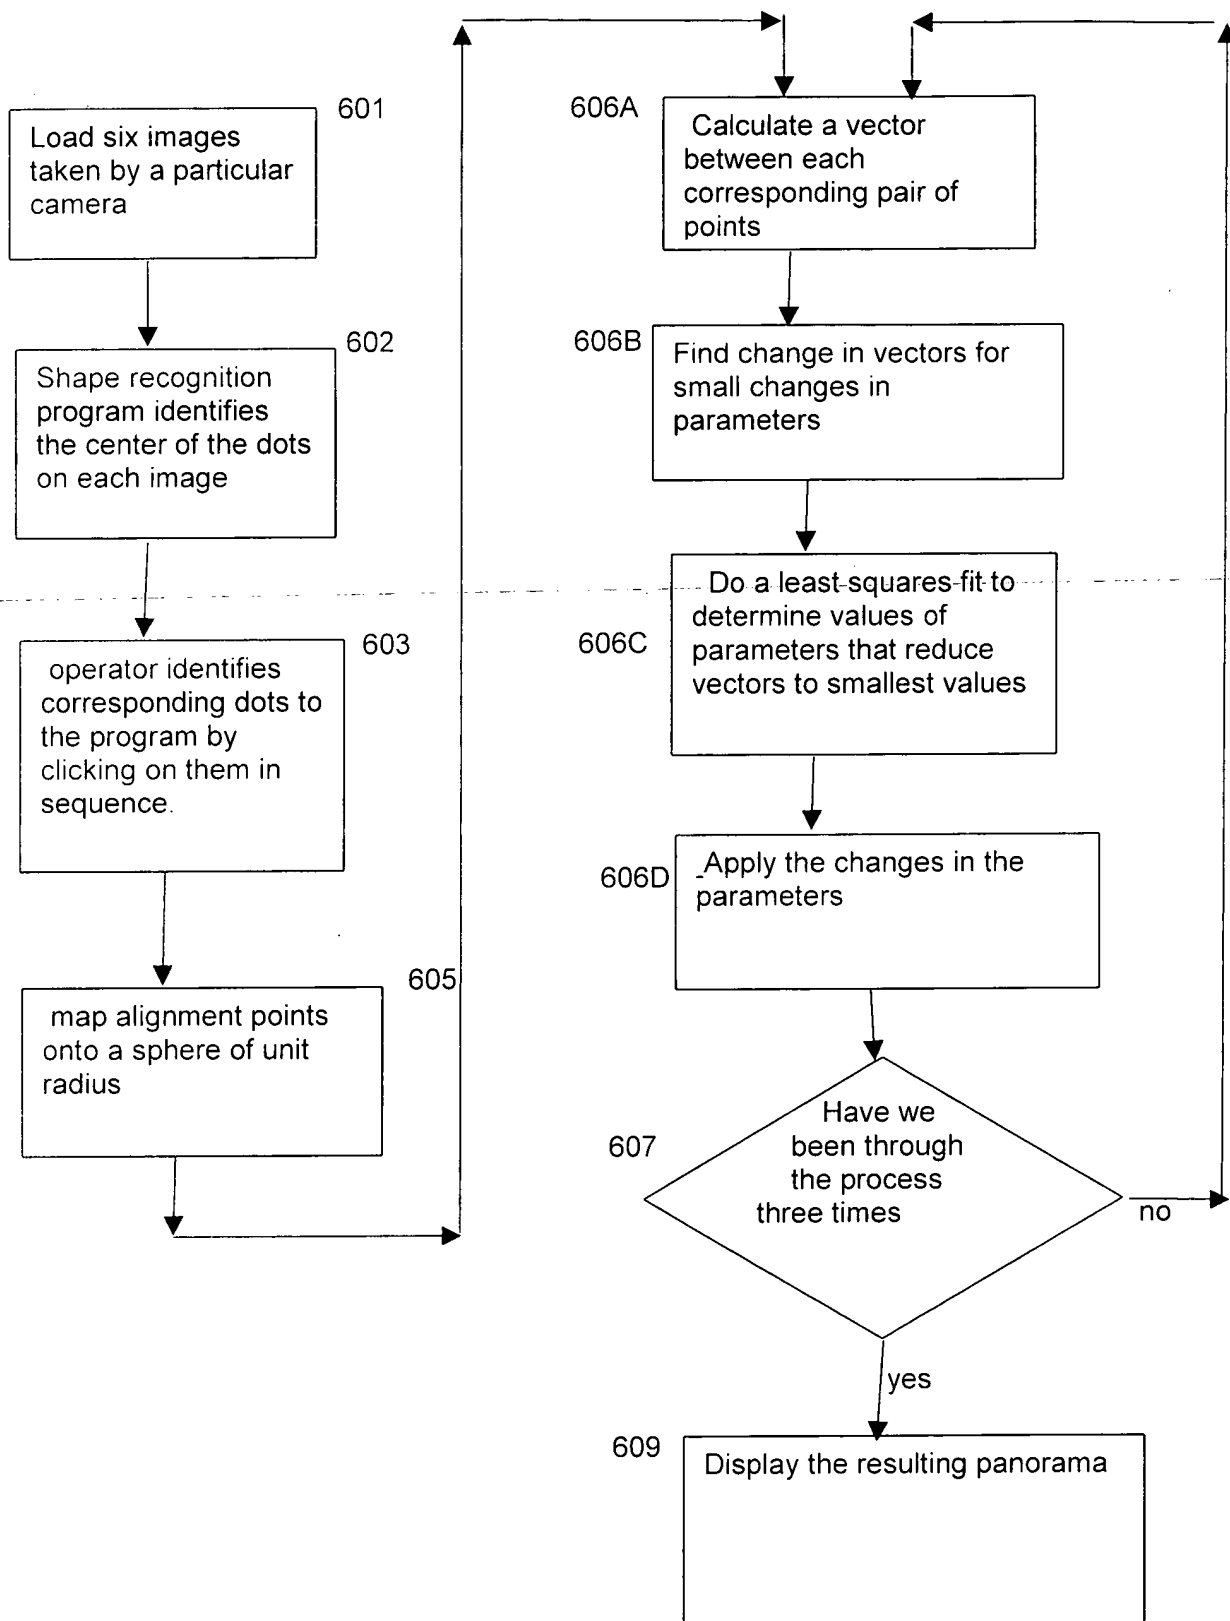 601
Load six images
taken by a particular
camera
602
Shape recognition
program identifies
the center of the dots
on each image
603
operator identifies
corresponding dots to
the program by
clicking on them in
sequence.
605
map alignment points
onto a sphere of unit
radius
606A
Calculate a vector
between each
corresponding pair of
points
606B
Find change in vectors for
small changes in
parameters
606C
Do a least squares fit to
determine values of
parameters that reduce
vectors to smallest values
606D
Apply the changes in the
parameters
607
Have we
been through
the process
three times
no
yes
609
Display the resulting panorama